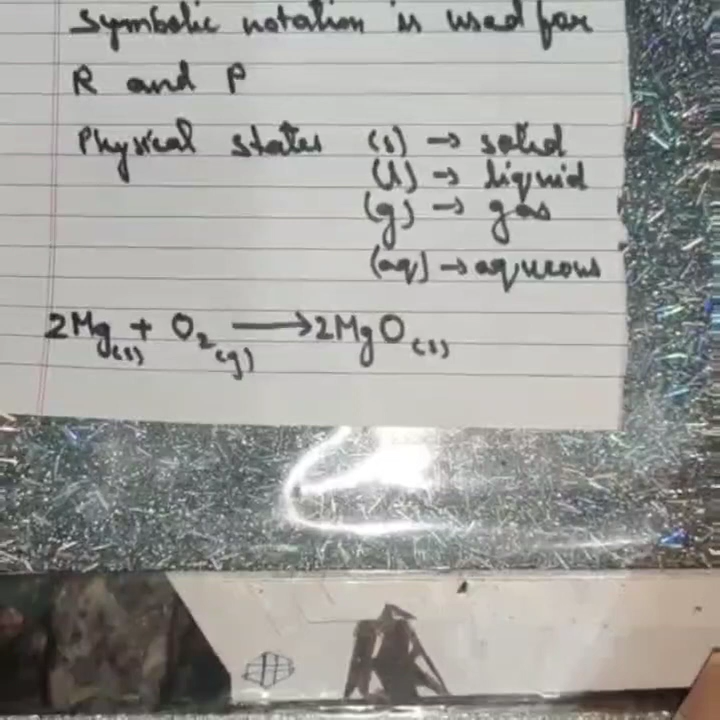 Symbolic notation is used for
R and P
Physical states (s) → solid
(l) → liquid
(g) → gas
(aq) → aqueous
2Mg(s) + O₂(g) ⟶ 2MgO(s)